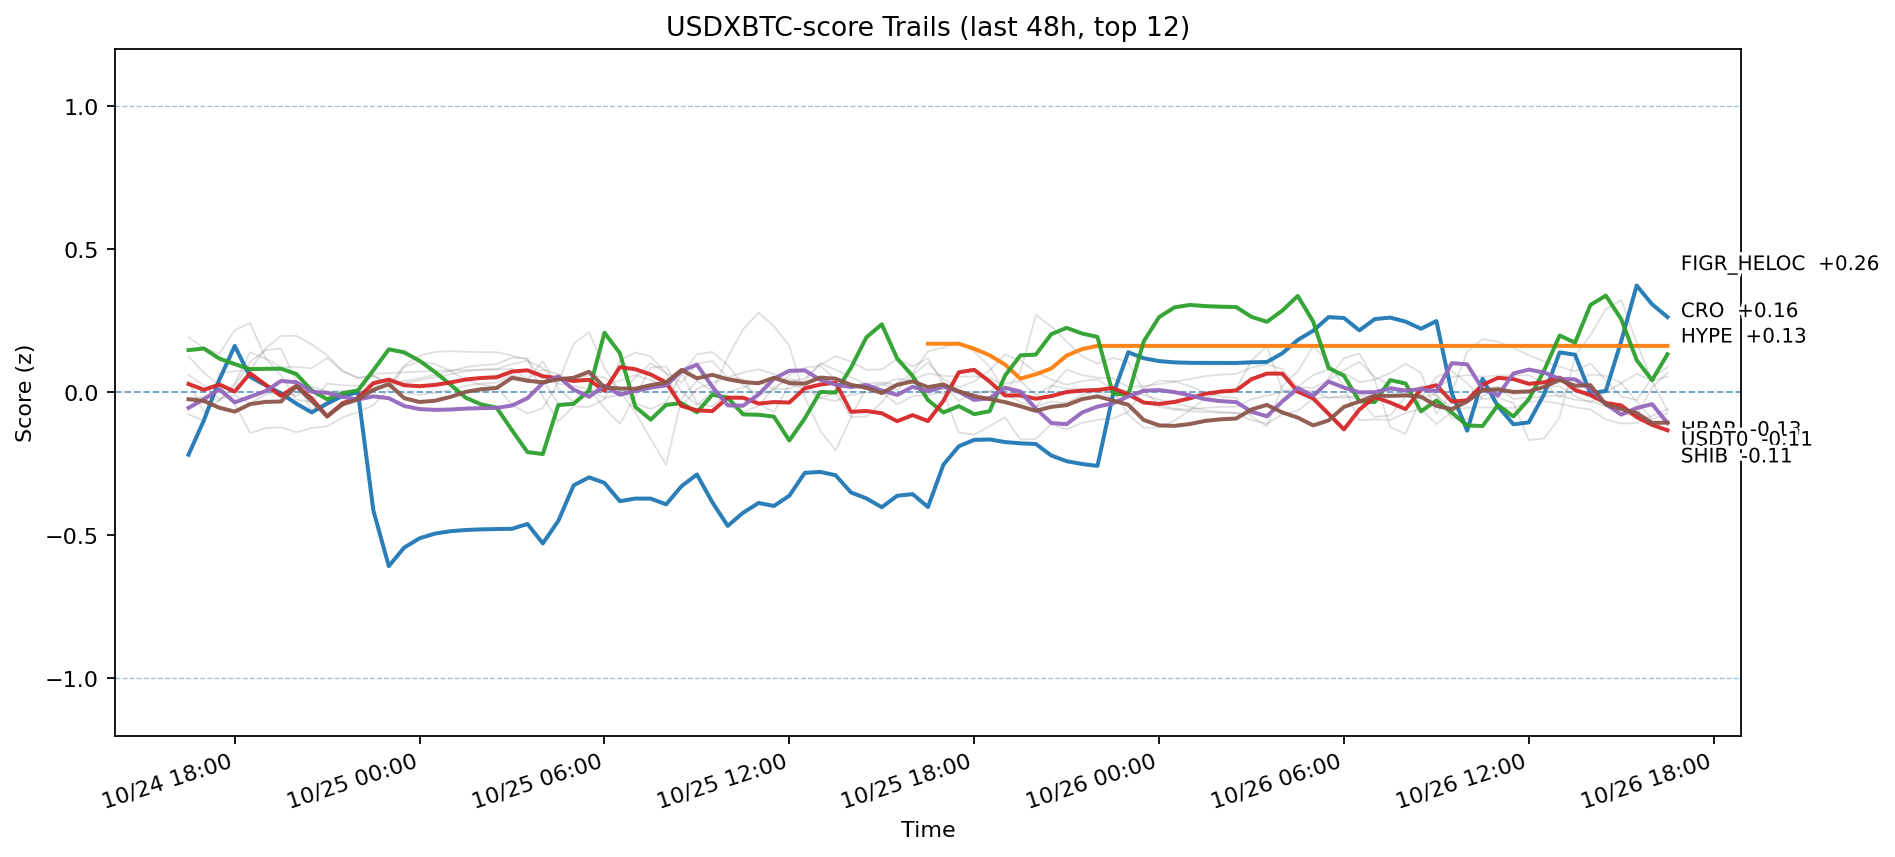 USDXBTC-score Trails (last 48h, top 12)
Score (z)
1.0
0.5
0.0
−0.5
−1.0
FIGR_HELOC +0.26
CRO +0.16
HYPE +0.13
HBAR -0.13
USDT0 -0.11
SHIB -0.11
10/24 18:00
10/25 00:00
10/25 06:00
10/25 12:00
10/25 18:00
10/26 00:00
10/26 06:00
10/26 12:00
10/26 18:00
Time